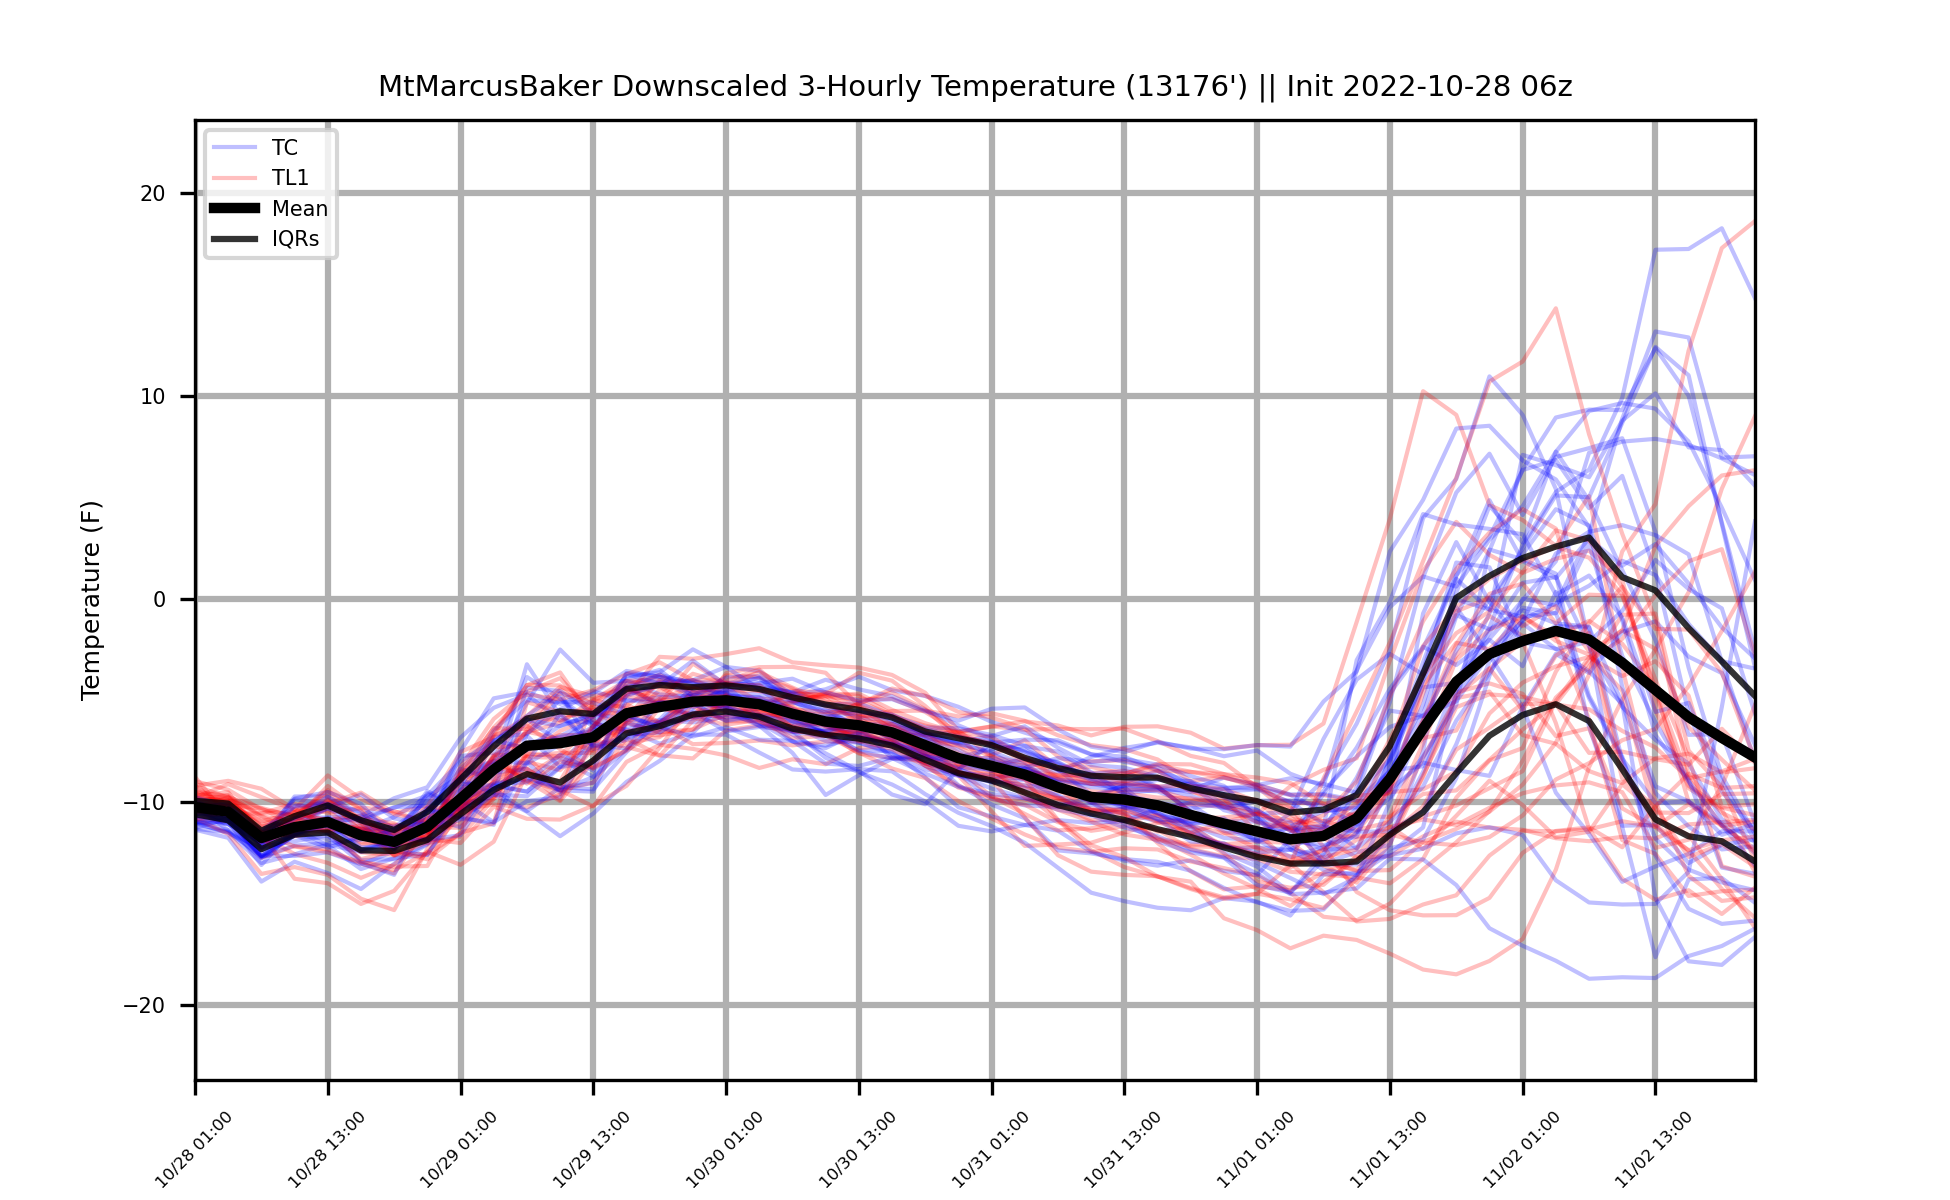 MtMarcusBaker Downscaled 3-Hourly Temperature (13176') || Init 2022-10-28 06z
TC
TL1
Mean
IQRs
Temperature (F)
20
10
0
−10
−20
10/28 01:00
10/28 13:00
10/29 01:00
10/29 13:00
10/30 01:00
10/30 13:00
10/31 01:00
10/31 13:00
11/01 01:00
11/01 13:00
11/02 01:00
11/02 13:00